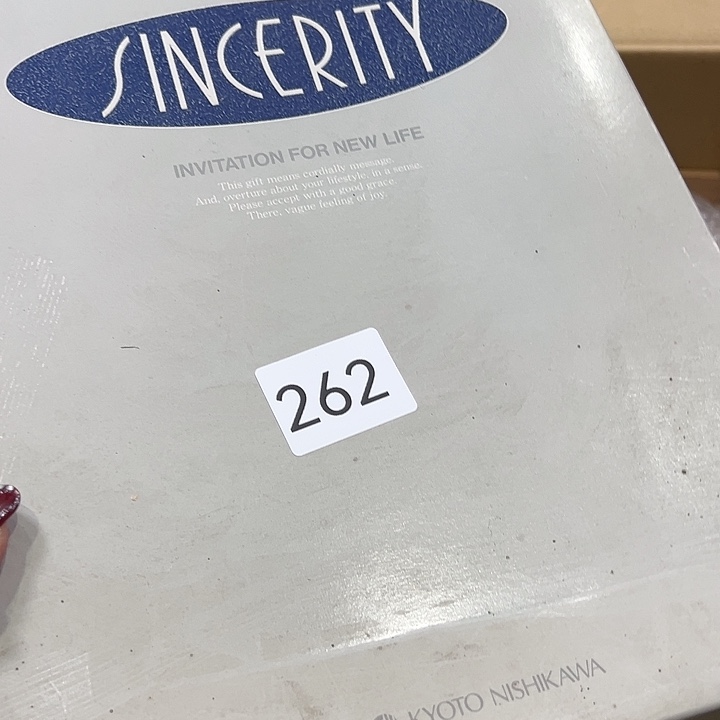 SINCERITY
INVITATION FOR NEW LIFE
This gift means cordially message.
And, overture about your lifestyle, in a sense.
Please accept with a good grace.
There, vague feeling of joy.
262
KYOTO NISHIKAWA